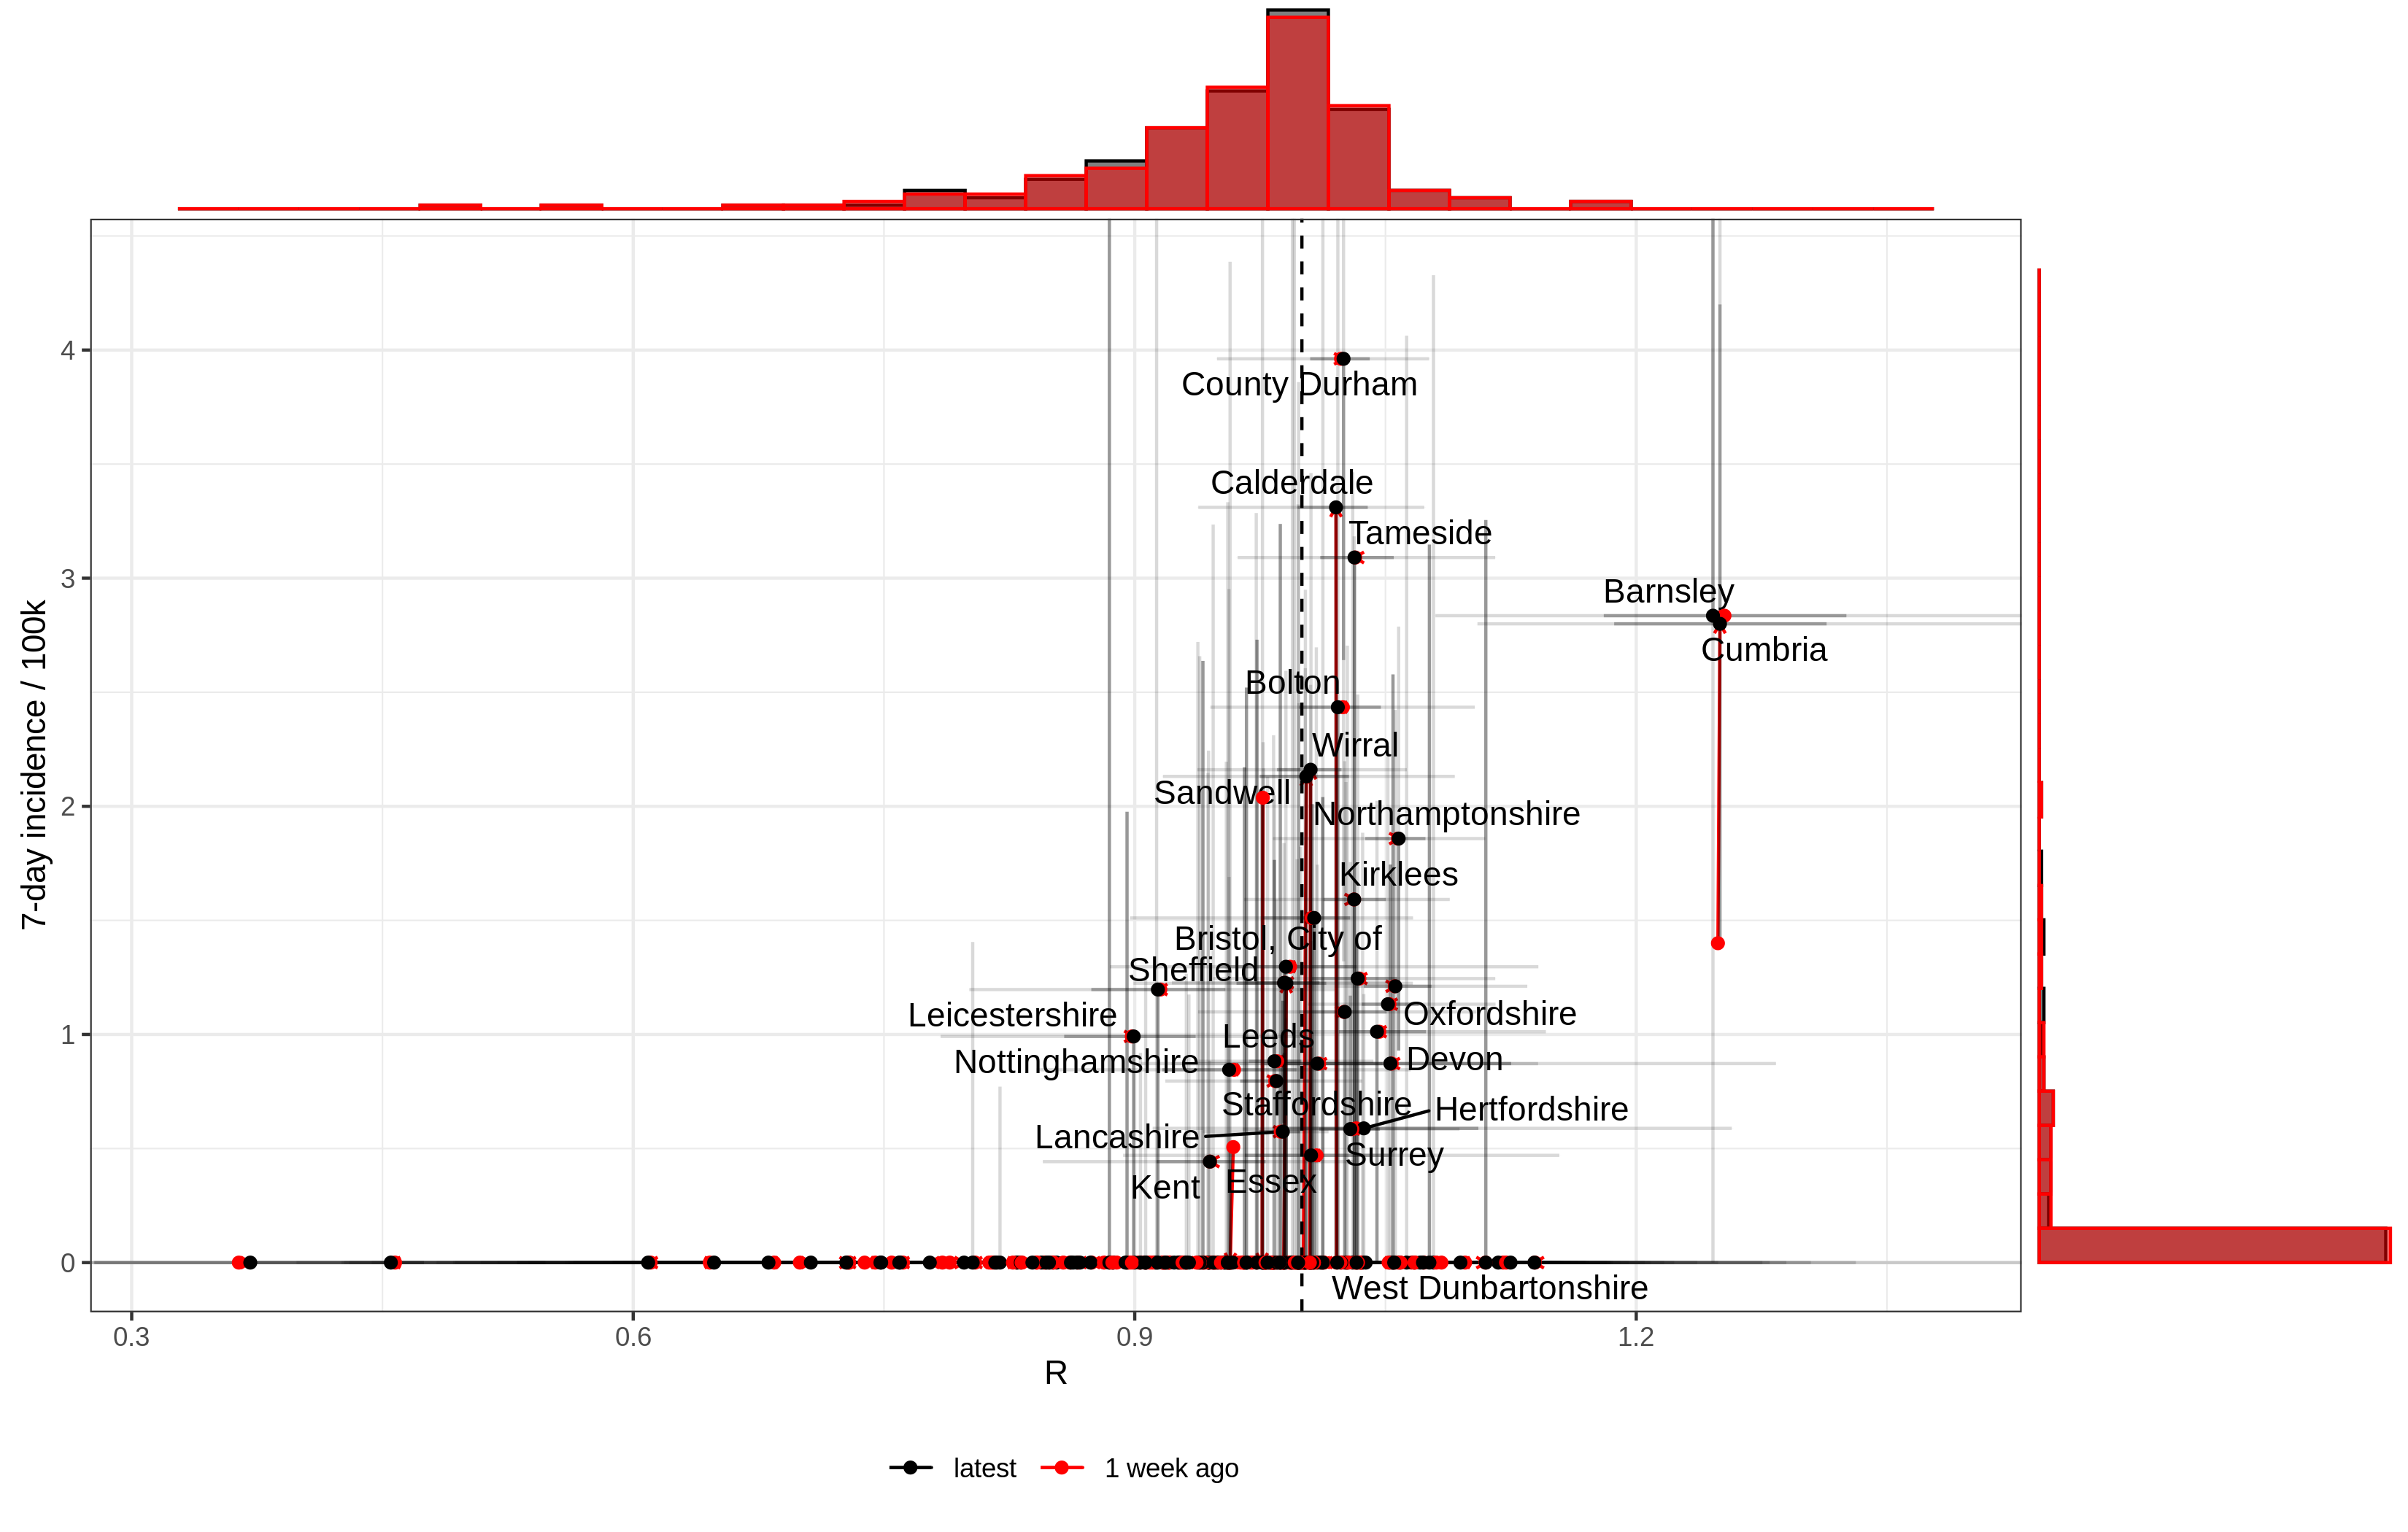 4
3
2
1
0
7-day incidence / 100k
County Durham
Calderdale
Tameside
Barnsley
Cumbria
Bolton
Wirral
Sandwell
Northamptonshire
Kirklees
Bristol, City of
Sheffield
Leicestershire
Oxfordshire
Leeds
Nottinghamshire
Devon
Staffordshire
Hertfordshire
Lancashire
Surrey
Essex
Kent
West Dunbartonshire
0.3
0.6
0.9
1.2
R
latest
1 week ago